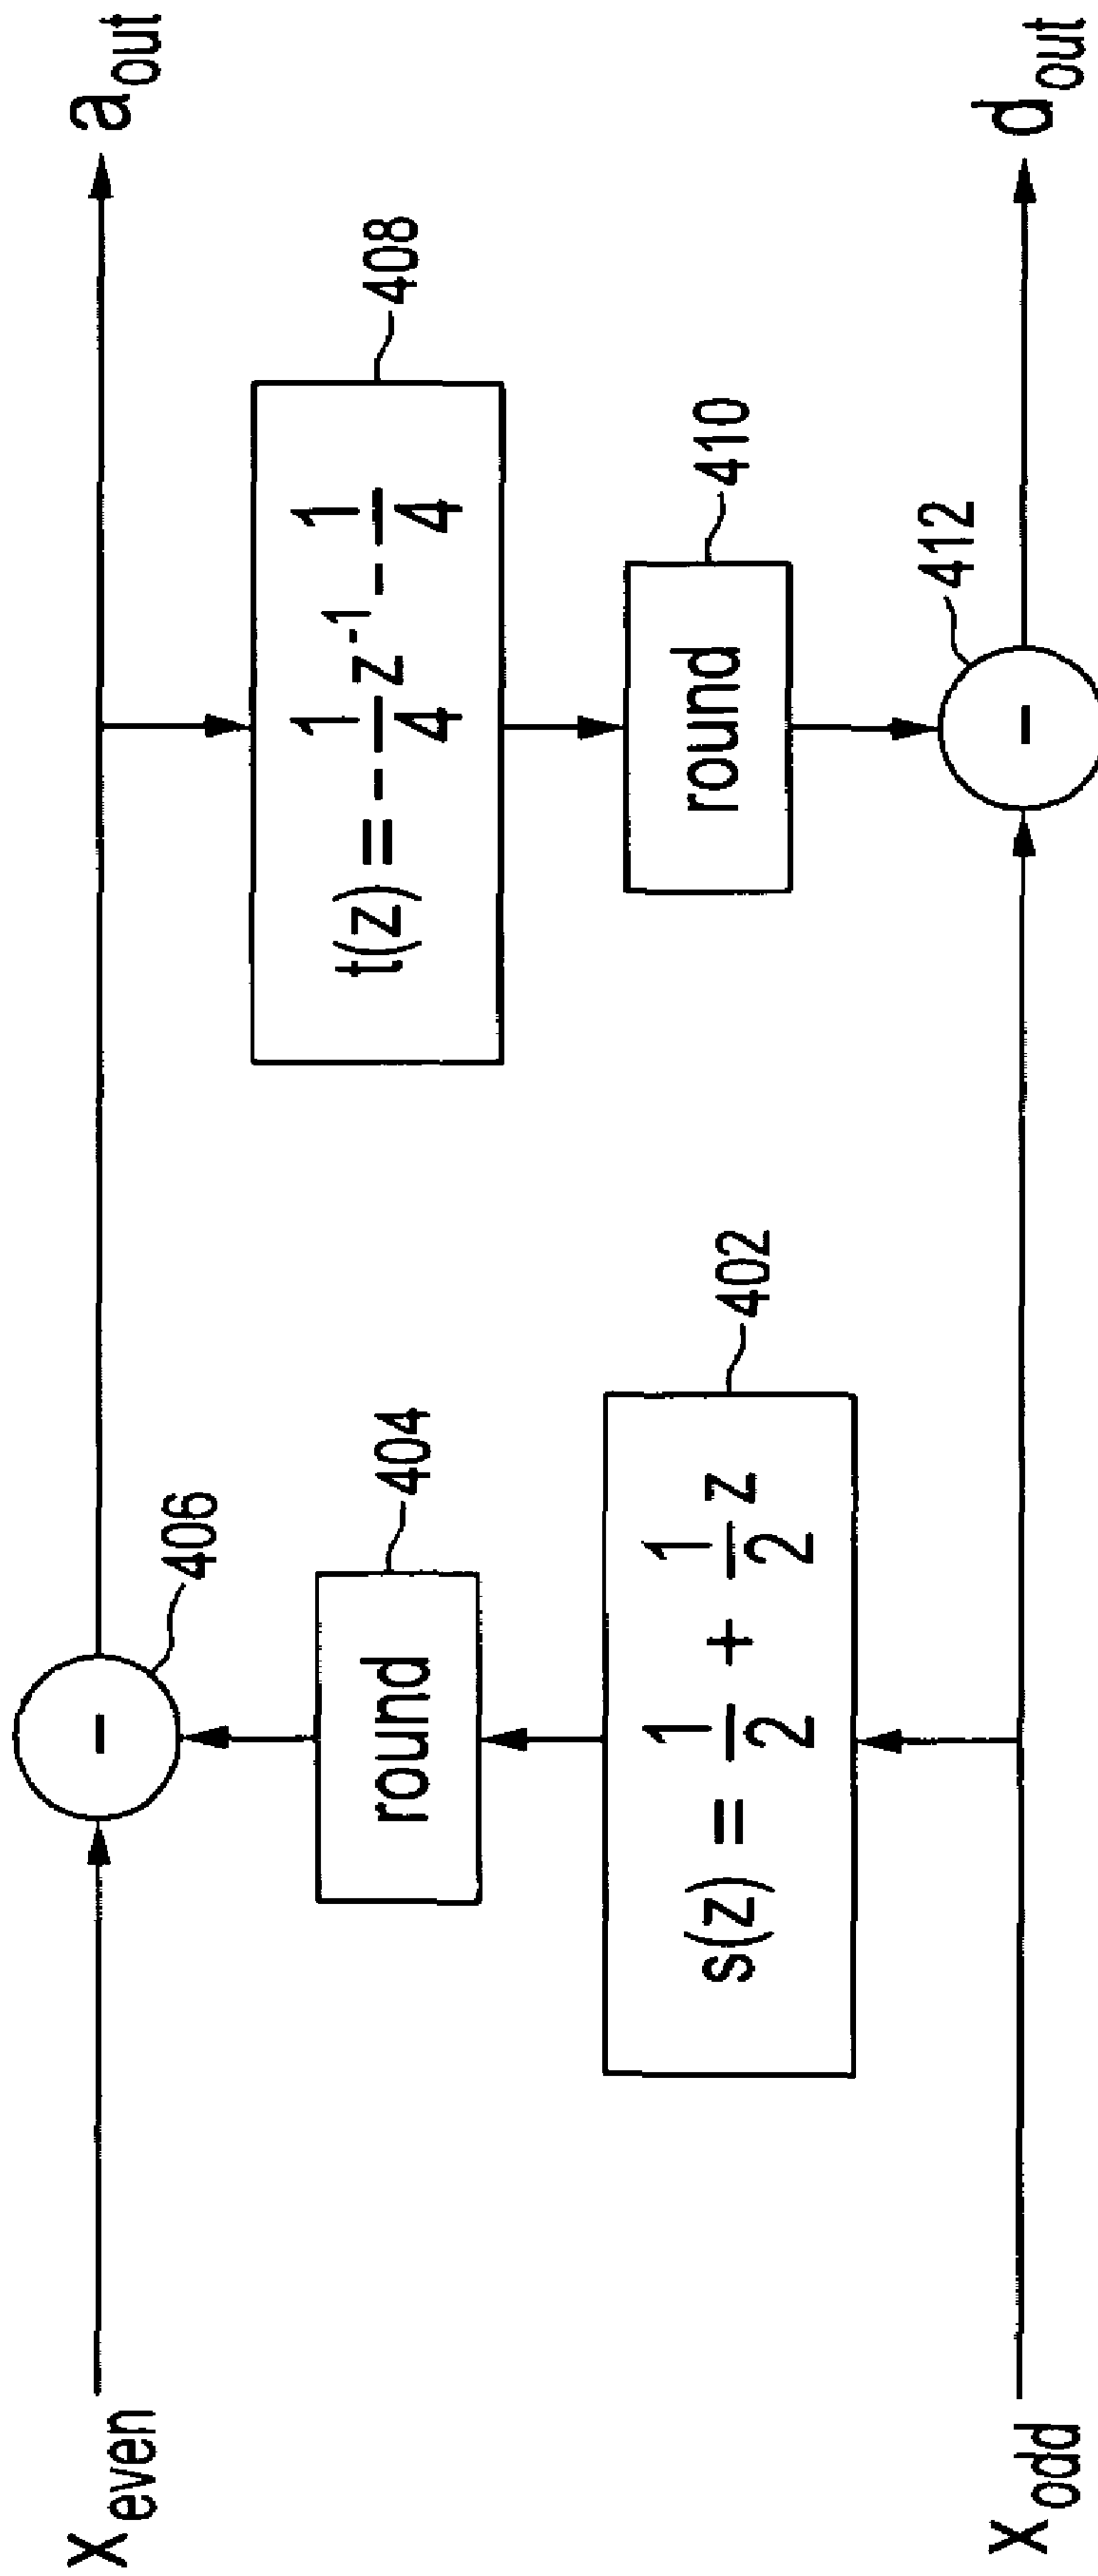 x_even
a_out
406
404
round
s(z) = 1/2 + 1/2 z
402
t(z) = - 1/4 z^-1 - 1/4
408
round
410
412
-
-
x_odd
d_out